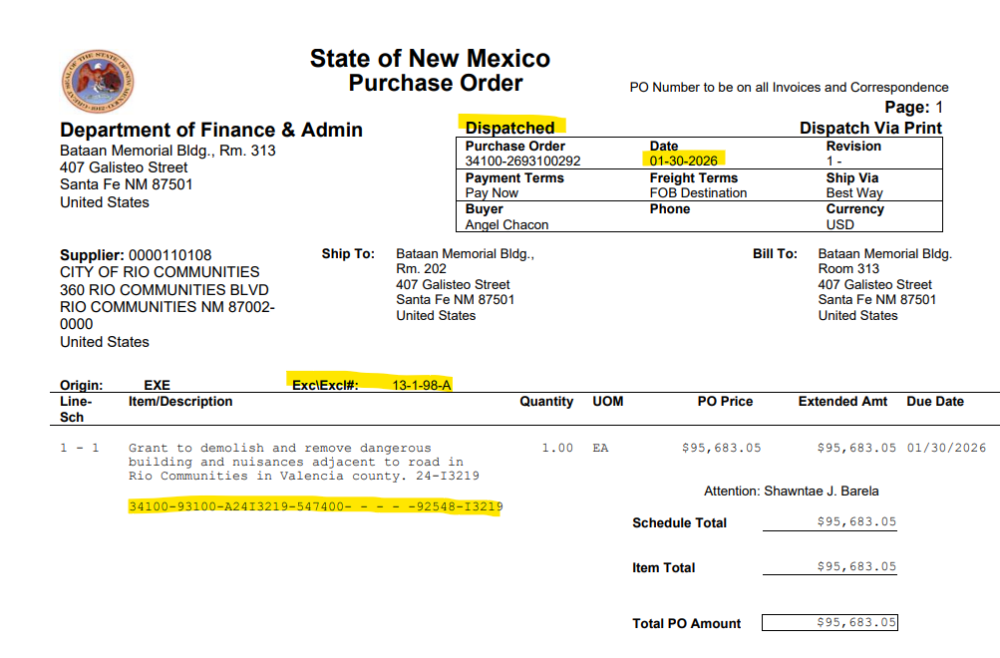 State of New Mexico
Purchase Order
PO Number to be on all Invoices and Correspondence
Page: 1
Department of Finance & Admin
Bataan Memorial Bldg., Rm. 313
407 Galisteo Street
Santa Fe NM 87501
United States
Dispatched
Dispatch Via Print
Purchase Order Date Revision
34100-2693100292 01-30-2026 1 -
Payment Terms Freight Terms Ship Via
Pay Now FOB Destination Best Way
Buyer Phone Currency
Angel Chacon USD
Supplier: 0000110108
CITY OF RIO COMMUNITIES
360 RIO COMMUNITIES BLVD
RIO COMMUNITIES NM 87002-
0000
United States
Ship To: Bataan Memorial Bldg.,
Rm. 202
407 Galisteo Street
Santa Fe NM 87501
United States
Bill To: Bataan Memorial Bldg.
Room 313
407 Galisteo Street
Santa Fe NM 87501
United States
Origin: EXE Exc\Excl#: 13-1-98-A
Line- Item/Description Quantity UOM PO Price Extended Amt Due Date
Sch
1 - 1 Grant to demolish and remove dangerous 1.00 EA $95,683.05 $95,683.05 01/30/2026
building and nuisances adjacent to road in
Rio Communities in Valencia county. 24-I3219
Attention: Shawntae J. Barela
34100-93100-A24I3219-547400- - - - -92548-I3219
Schedule Total $95,683.05
Item Total $95,683.05
Total PO Amount $95,683.05